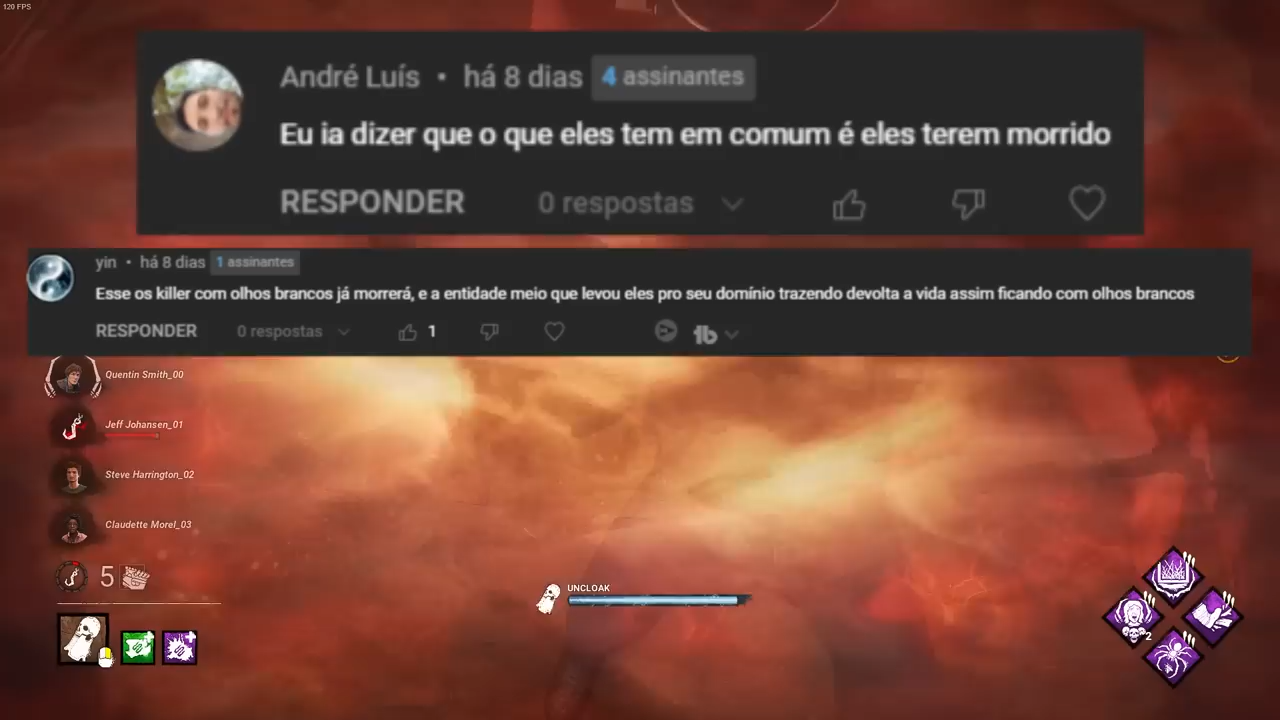 120 FPS
André Luís • há 8 dias 4 assinantes
Eu ia dizer que o que eles tem em comum é eles terem morrido
RESPONDER 0 respostas
yin • há 8 dias 1 assinantes
Esse os killer com olhos brancos já morrerá, e a entidade meio que levou eles pro seu domínio trazendo devolta a vida assim ficando com olhos brancos
RESPONDER 0 respostas 1 tb
Quentin Smith_00
Jeff Johansen_01
Steve Harrington_02
Claudette Morel_03
5
UNCLOAK
2